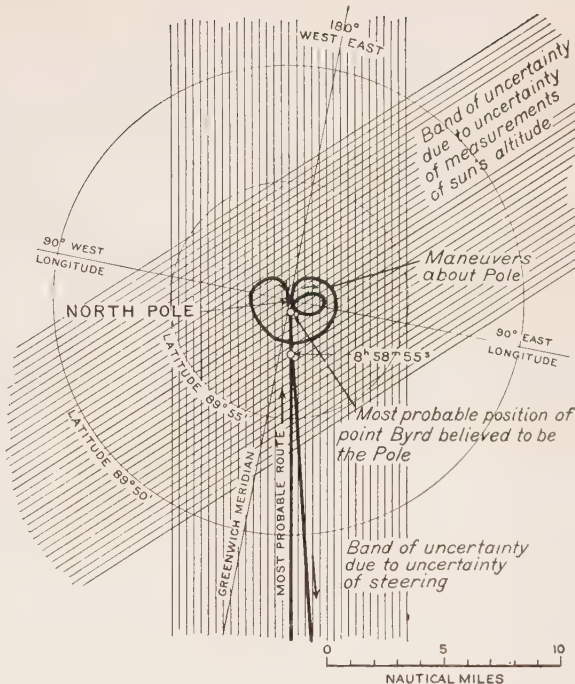 180°
WEST EAST
Band of uncertainty
due to uncertainty
of measurements
of sun's altitude.
90° WEST
LONGITUDE
Maneuvers
about Pole
NORTH POLE
90° EAST
LONGITUDE
8ʰ 58ᵐ 55ˢ
LATITUDE 89°55'
Most probable position of
point Byrd believed to be
the Pole
LATITUDE 89°50'
GREENWICH MERIDIAN
MOST PROBABLE ROUTE
Band of uncertainty
due to uncertainty
of steering
0 5 10
NAUTICAL MILES